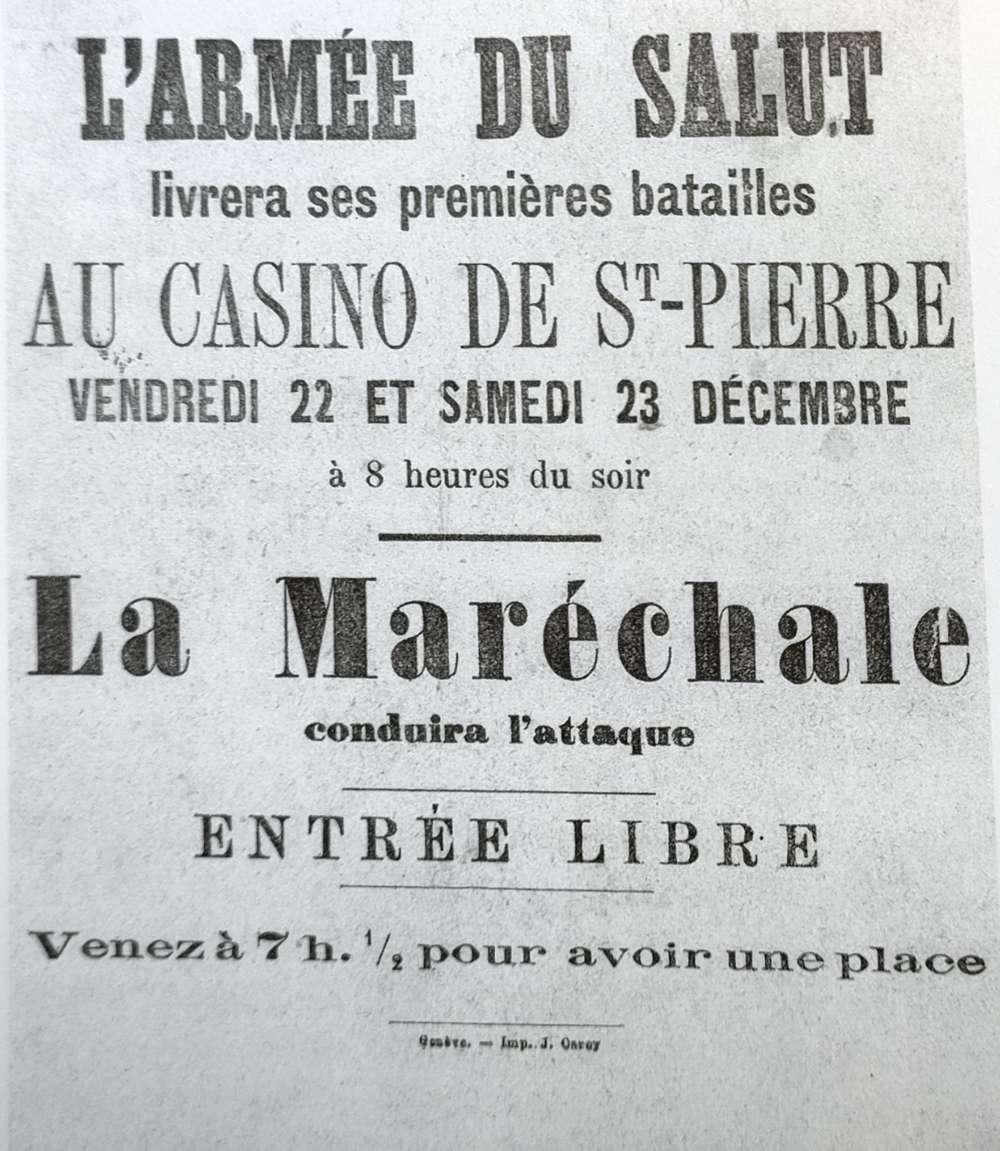 L'ARMÉE DU SALUT
livrera ses premières batailles
AU CASINO DE ST-PIERRE
VENDREDI 22 ET SAMEDI 23 DÉCEMBRE
à 8 heures du soir
La Maréchale
conduira l'attaque
ENTRÉE LIBRE
Venez à 7 h. 1/2 pour avoir une place
Genève. — Imp. J.